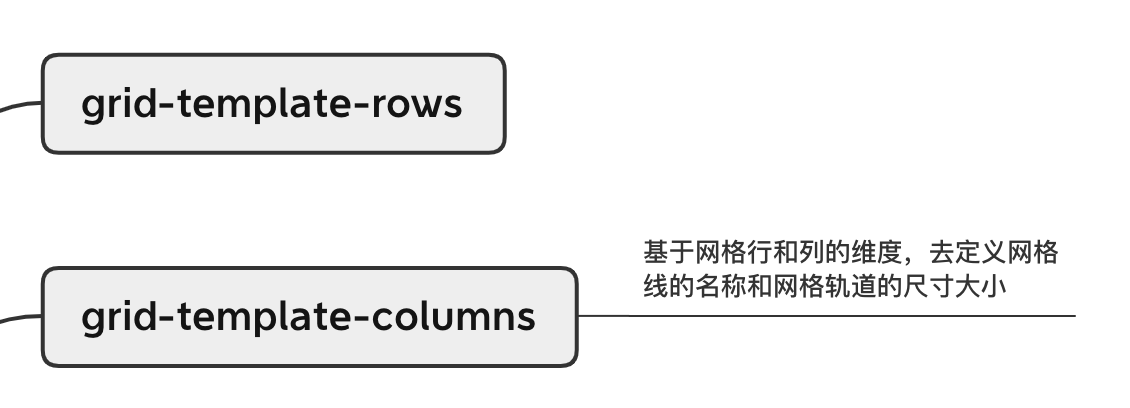 grid-template-rows
基于网格行和列的维度，去定义网格
线的名称和网格轨道的尺寸大小
grid-template-columns